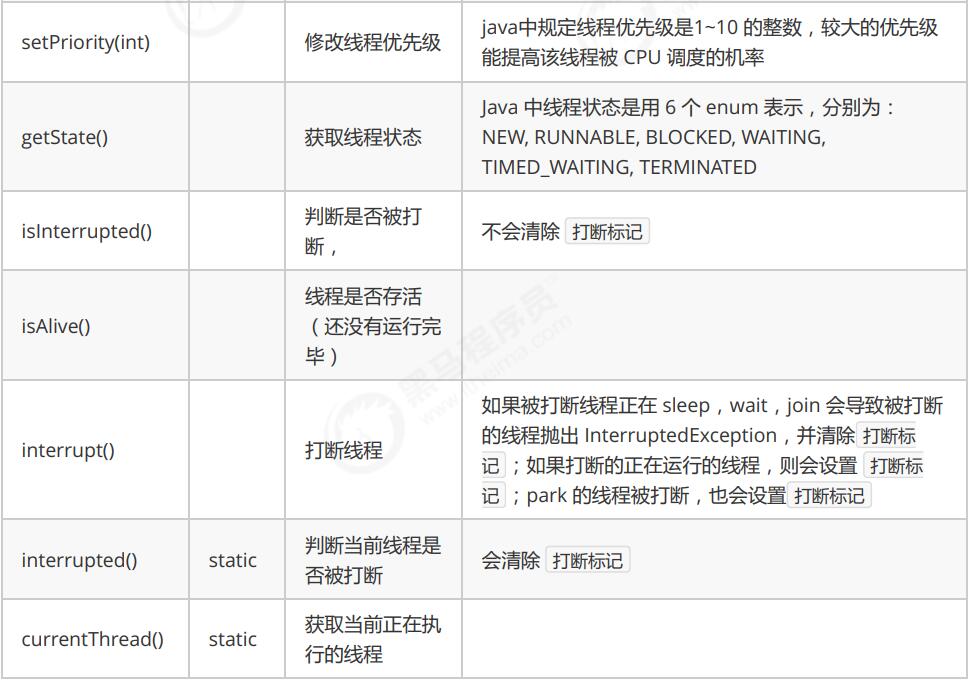 setPriority(int)
修改线程优先级
java中规定线程优先级是1~10 的整数，较大的优先级
能提高该线程被 CPU 调度的机率
getState()
获取线程状态
Java 中线程状态是用 6 个 enum 表示，分别为：
NEW, RUNNABLE, BLOCKED, WAITING,
TIMED_WAITING, TERMINATED
isInterrupted()
判断是否被打
断，
不会清除 打断标记
isAlive()
线程是否存活
（还没有运行完
毕）
interrupt()
打断线程
如果被打断线程正在 sleep，wait，join 会导致被打断
的线程抛出 InterruptedException，并清除 打断标
记 ；如果打断的正在运行的线程，则会设置 打断标
记 ；park 的线程被打断，也会设置 打断标记
interrupted()
static
判断当前线程是
否被打断
会清除 打断标记
currentThread()
static
获取当前正在执
行的线程
黑马程序员
www.itheima.com